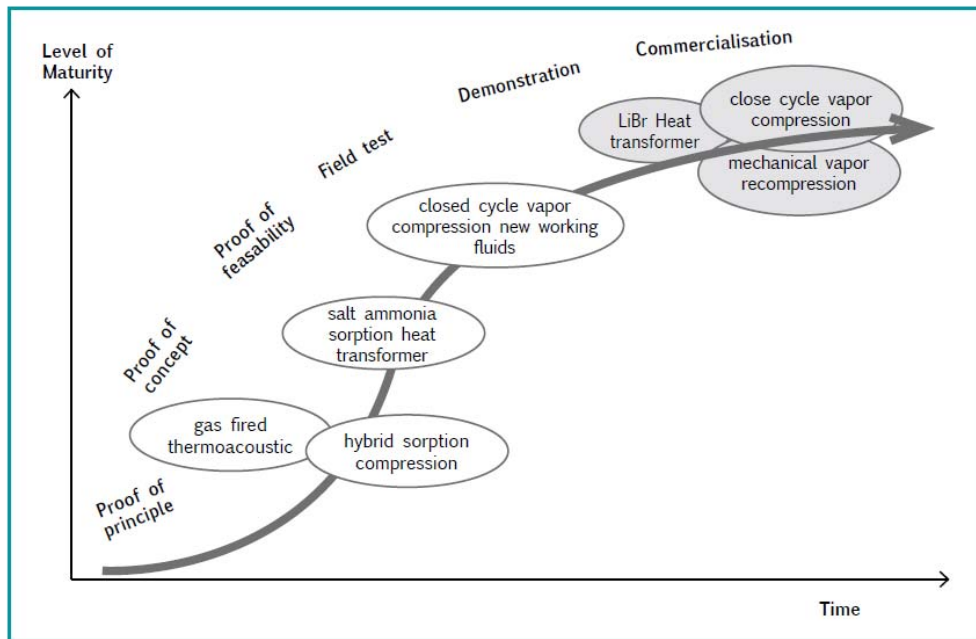 Level of
Maturity
Commercialisation
Demonstration
Field test
Proof of
feasability
Proof of
concept
Proof of
principle
LiBr Heat
transformer
close cycle vapor
compression
mechanical vapor
recompression
closed cycle vapor
compression new working
fluids
salt ammonia
sorption heat
transformer
gas fired
thermoacoustic
hybrid sorption
compression
Time